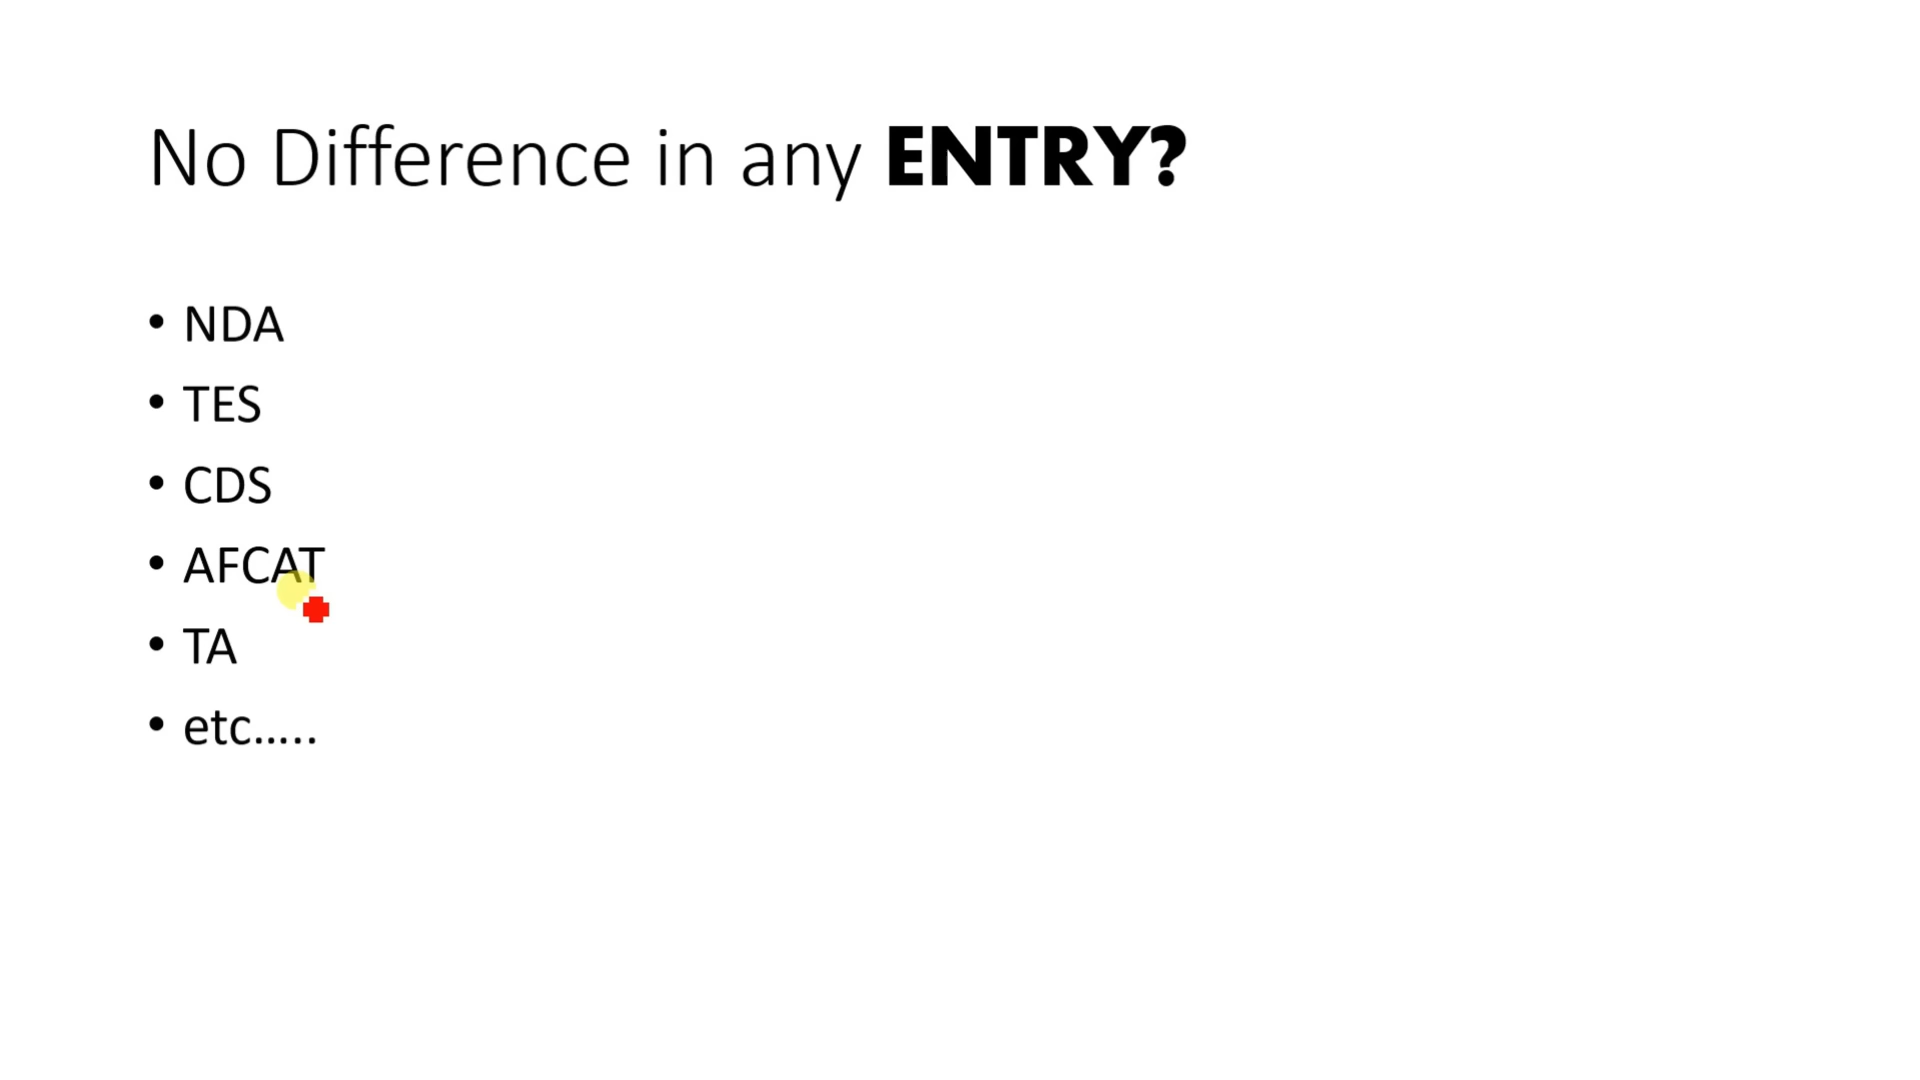 No Difference in any ENTRY?
• NDA
• TES
• CDS
• AFCAT
• TA
• etc.....